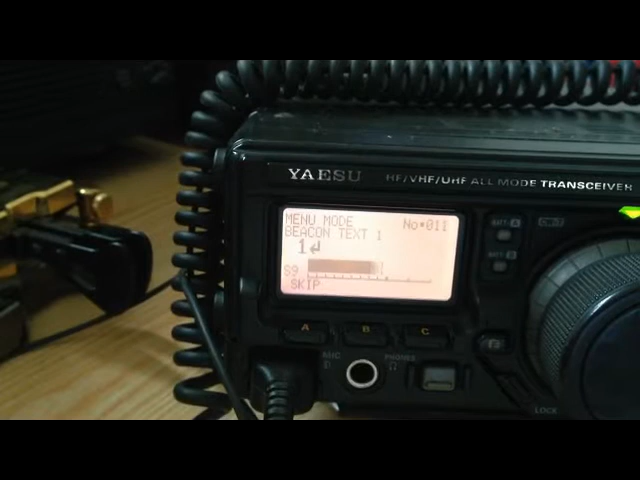 YAESU
HF/VHF/UHF ALL MODE TRANSCEIVER
MENU MODE No*011
BEACON TEXT 1
1↵
S9
SKIP
A B C
MIC PHONES
F
LOCK